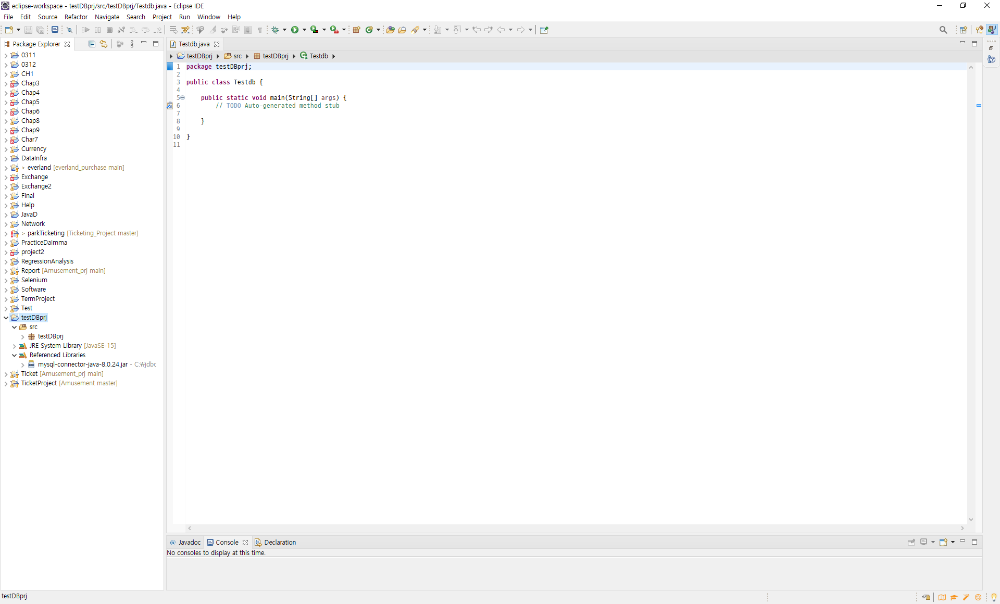 eclipse-workspace - testDBprj/src/testDBprj/Testdb.java - Eclipse IDE
File Edit Source Refactor Navigate Search Project Run Window Help
Package Explorer
0311
0312
CH1
Chap3
Chap4
Chap5
Chap6
Chap8
Chap9
Char7
Currency
DataInfra
> everland [everland_purchase main]
Exchange
Exchange2
Final
Help
JavaD
Network
> parkTicketing [Ticketing_Project master]
PracticeDaImma
project2
RegressionAnalysis
Report [Amusement_prj main]
Selenium
Software
TermProject
Test
testDBprj
src
testDBprj
JRE System Library [JavaSE-15]
Referenced Libraries
mysql-connector-java-8.0.24.jar - C:₩jdbc
Ticket [Amusement_prj main]
TicketProject [Amusement master]
Testdb.java
testDBprj src testDBprj Testdb
1 package testDBprj;
2
3 public class Testdb {
4
5 public static void main(String[] args) {
6 // TODO Auto-generated method stub
7
8 }
9
10 }
11
@ Javadoc Console Declaration
No consoles to display at this time.
testDBprj